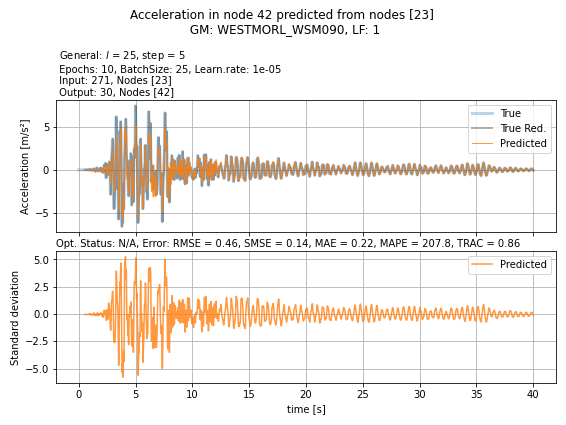 Acceleration in node 42 predicted from nodes [23]
GM: WESTMORL_WSM090, LF: 1
General: l = 25, step = 5
Epochs: 10, BatchSize: 25, Learn.rate: 1e-05
Input: 271, Nodes [23]
Output: 30, Nodes [42]
True
True Red.
Predicted
Acceleration [m/s²]
5
0
−5
Opt. Status: N/A, Error: RMSE = 0.46, SMSE = 0.14, MAE = 0.22, MAPE = 207.8, TRAC = 0.86
Predicted
Standard deviation
5.0
2.5
0.0
−2.5
−5.0
0 5 10 15 20 25 30 35 40
time [s]